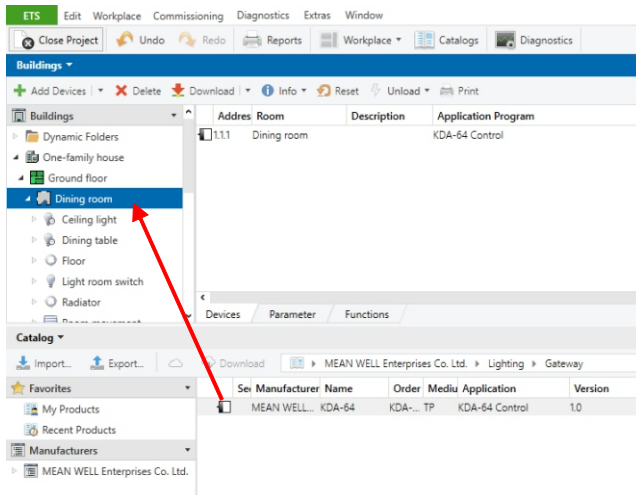 ETS Edit Workplace Commissioning Diagnostics Extras Window
Close Project Undo Redo Reports Workplace Catalogs Diagnostics
Buildings
Add Devices Delete Download Info Reset Unload Print
Buildings
Dynamic Folders
One-family house
Ground floor
Dining room
Ceiling light
Dining table
Floor
Light room switch
Radiator
Addres Room Description Application Program
1.1.1 Dining room KDA-64 Control
Devices Parameter Functions
Catalog
Import... Export... Download MEAN WELL Enterprises Co. Ltd. Lighting Gateway
Favorites
My Products
Recent Products
Manufacturers
MEAN WELL Enterprises Co. Ltd.
Se Manufacturer Name Order Mediu Application Version
MEAN WELL... KDA-64 KDA-... TP KDA-64 Control 1.0